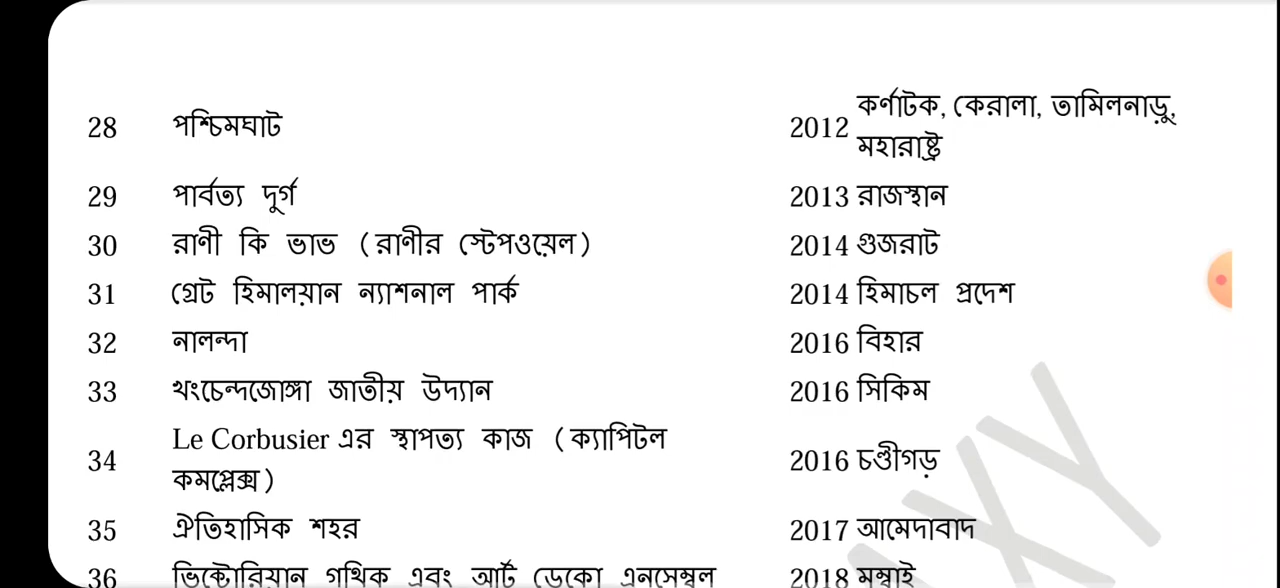 28 পশ্চিমঘাট 2012 কর্ণাটক, কেরালা, তামিলনাড়ু, মহারাষ্ট্র
29 পার্বত্য দুর্গ 2013 রাজস্থান
30 রাণী কি ভাভ (রাণীর স্টেপওয়েল) 2014 গুজরাট
31 গ্রেট হিমালয়ান ন্যাশনাল পার্ক 2014 হিমাচল প্রদেশ
32 নালন্দা 2016 বিহার
33 খংচেন্দজোঙ্গা জাতীয় উদ্যান 2016 সিকিম
34 Le Corbusier এর স্থাপত্য কাজ (ক্যাপিটল কমপ্লেক্স) 2016 চণ্ডীগড়
35 ঐতিহাসিক শহর 2017 আমেদাবাদ
36 ভিক্টোরিয়ান গথিক এবং আর্ট ডেকো এনসেম্বল 2018 মুম্বাই
AXY